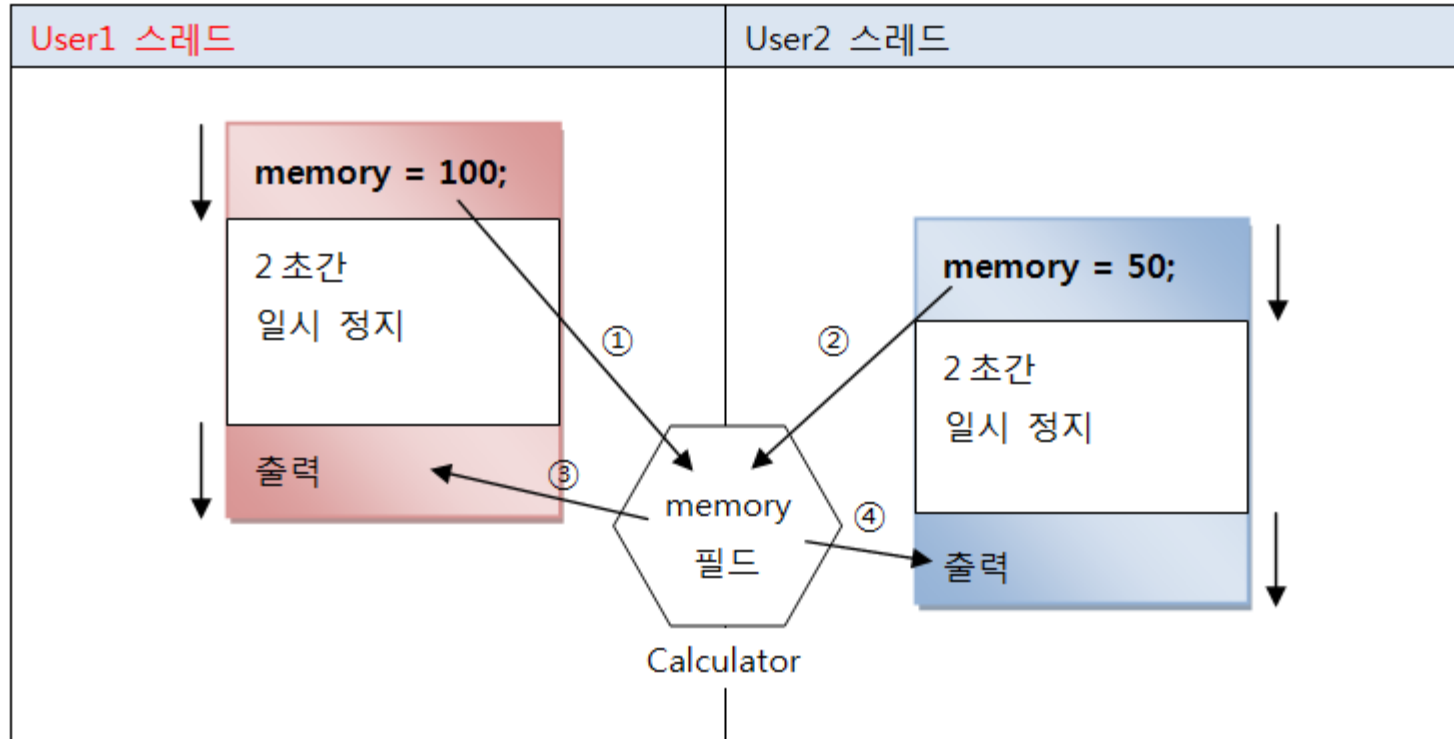 User1 스레드
User2 스레드
memory = 100;
2 초간
일시 정지
출력
①
②
memory = 50;
2 초간
일시 정지
출력
③
④
memory
필드
Calculator